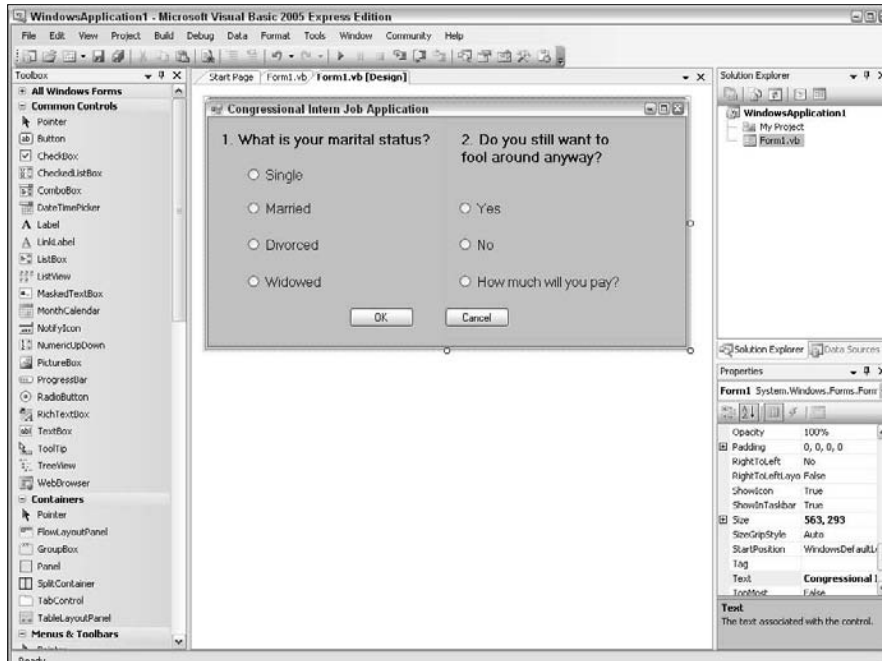 WindowsApplication1 - Microsoft Visual Basic 2005 Express Edition
File Edit View Project Build Debug Data Format Tools Window Community Help
Toolbox
All Windows Forms
Common Controls
Pointer
Button
CheckBox
CheckedListBox
ComboBox
DateTimePicker
Label
LinkLabel
ListBox
ListView
MaskedTextBox
MonthCalendar
NotifyIcon
NumericUpDown
PictureBox
ProgressBar
RadioButton
RichTextBox
TextBox
ToolTip
TreeView
WebBrowser
Containers
Pointer
FlowLayoutPanel
GroupBox
Panel
SplitContainer
TabControl
TableLayoutPanel
Menus & Toolbars
Pointer
Ready
Start Page Form1.vb Form1.vb [Design]
Congressional Intern Job Application
1. What is your marital status?
Single
Married
Divorced
Widowed
2. Do you still want to
fool around anyway?
Yes
No
How much will you pay?
OK Cancel
Solution Explorer
WindowsApplication1
My Project
Form1.vb
Solution Explorer Data Sources
Properties
Form1 System.Windows.Forms.Form
Opacity 100%
Padding 0, 0, 0, 0
RightToLeft No
RightToLeftLayo False
ShowIcon True
ShowInTaskbar True
Size 563, 293
SizeGripStyle Auto
StartPosition WindowsDefaultL
Tag
Text Congressional I
TopMost False
Text
The text associated with the control.